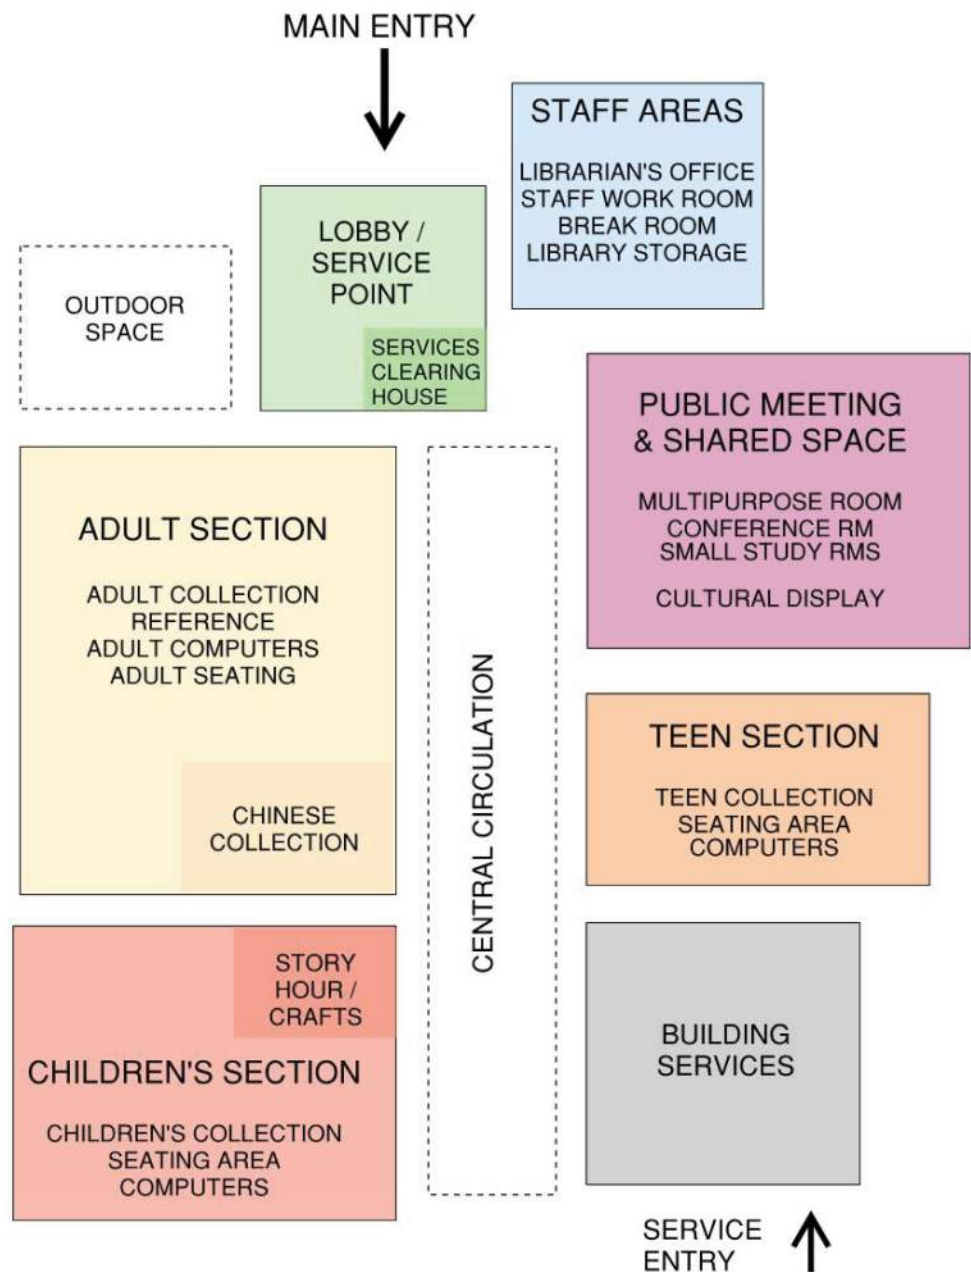 MAIN ENTRY
STAFF AREAS
LIBRARIAN'S OFFICE
STAFF WORK ROOM
BREAK ROOM
LIBRARY STORAGE
LOBBY /
SERVICE
POINT
SERVICES
CLEARING
HOUSE
OUTDOOR
SPACE
PUBLIC MEETING
& SHARED SPACE
MULTIPURPOSE ROOM
CONFERENCE RM
SMALL STUDY RMS
CULTURAL DISPLAY
ADULT SECTION
ADULT COLLECTION
REFERENCE
ADULT COMPUTERS
ADULT SEATING
CHINESE
COLLECTION
CENTRAL CIRCULATION
TEEN SECTION
TEEN COLLECTION
SEATING AREA
COMPUTERS
STORY
HOUR /
CRAFTS
CHILDREN'S SECTION
CHILDREN'S COLLECTION
SEATING AREA
COMPUTERS
BUILDING
SERVICES
SERVICE
ENTRY